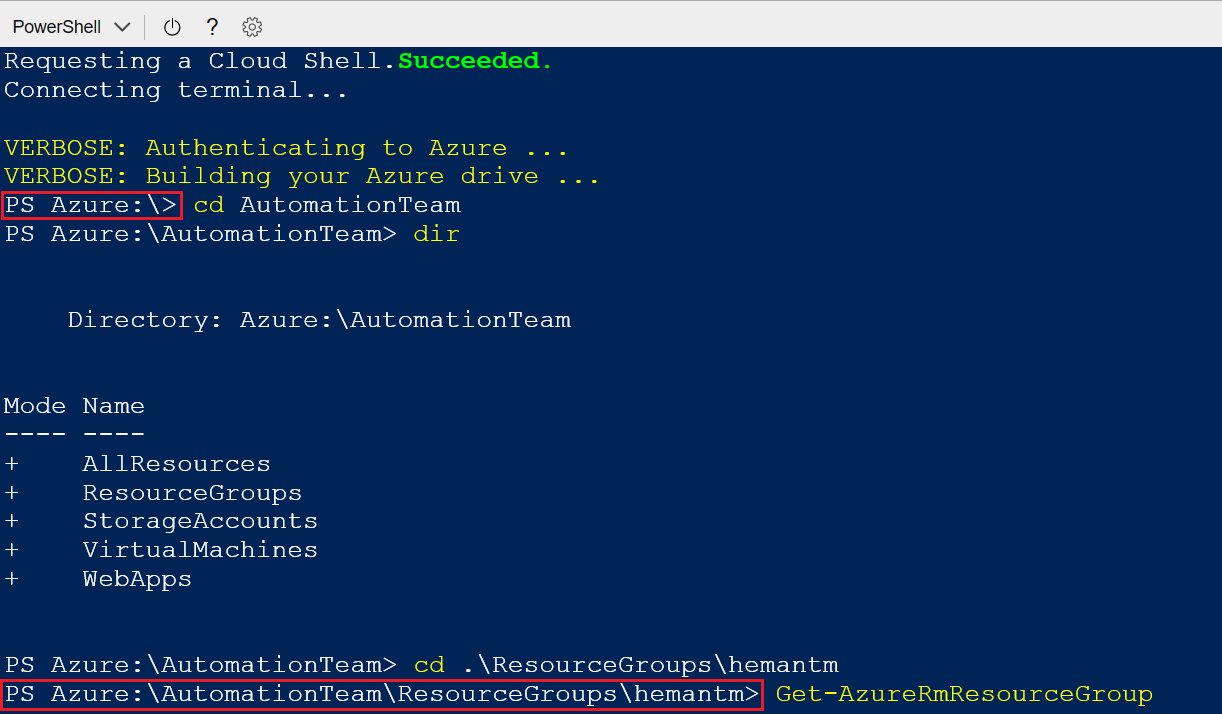 PowerShell
?
Requesting a Cloud Shell.Succeeded.
Connecting terminal...
VERBOSE: Authenticating to Azure ...
VERBOSE: Building your Azure drive ...
PS Azure:\> cd AutomationTeam
PS Azure:\AutomationTeam> dir
Directory: Azure:\AutomationTeam
Mode Name
---- ----
+    AllResources
+    ResourceGroups
+    StorageAccounts
+    VirtualMachines
+    WebApps
PS Azure:\AutomationTeam> cd .\ResourceGroups\hemantm
PS Azure:\AutomationTeam\ResourceGroups\hemantm> Get-AzureRmResourceGroup